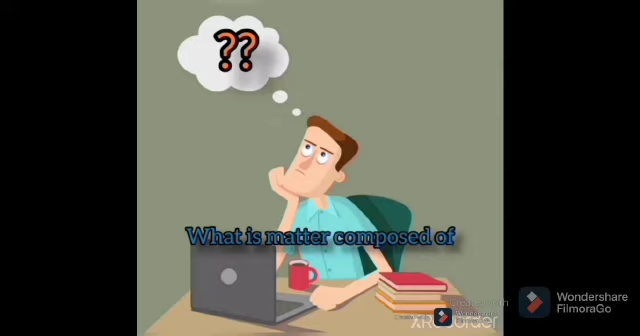 ??
What is matter composed of
Wondershare
FilmoraGo
XRecorder